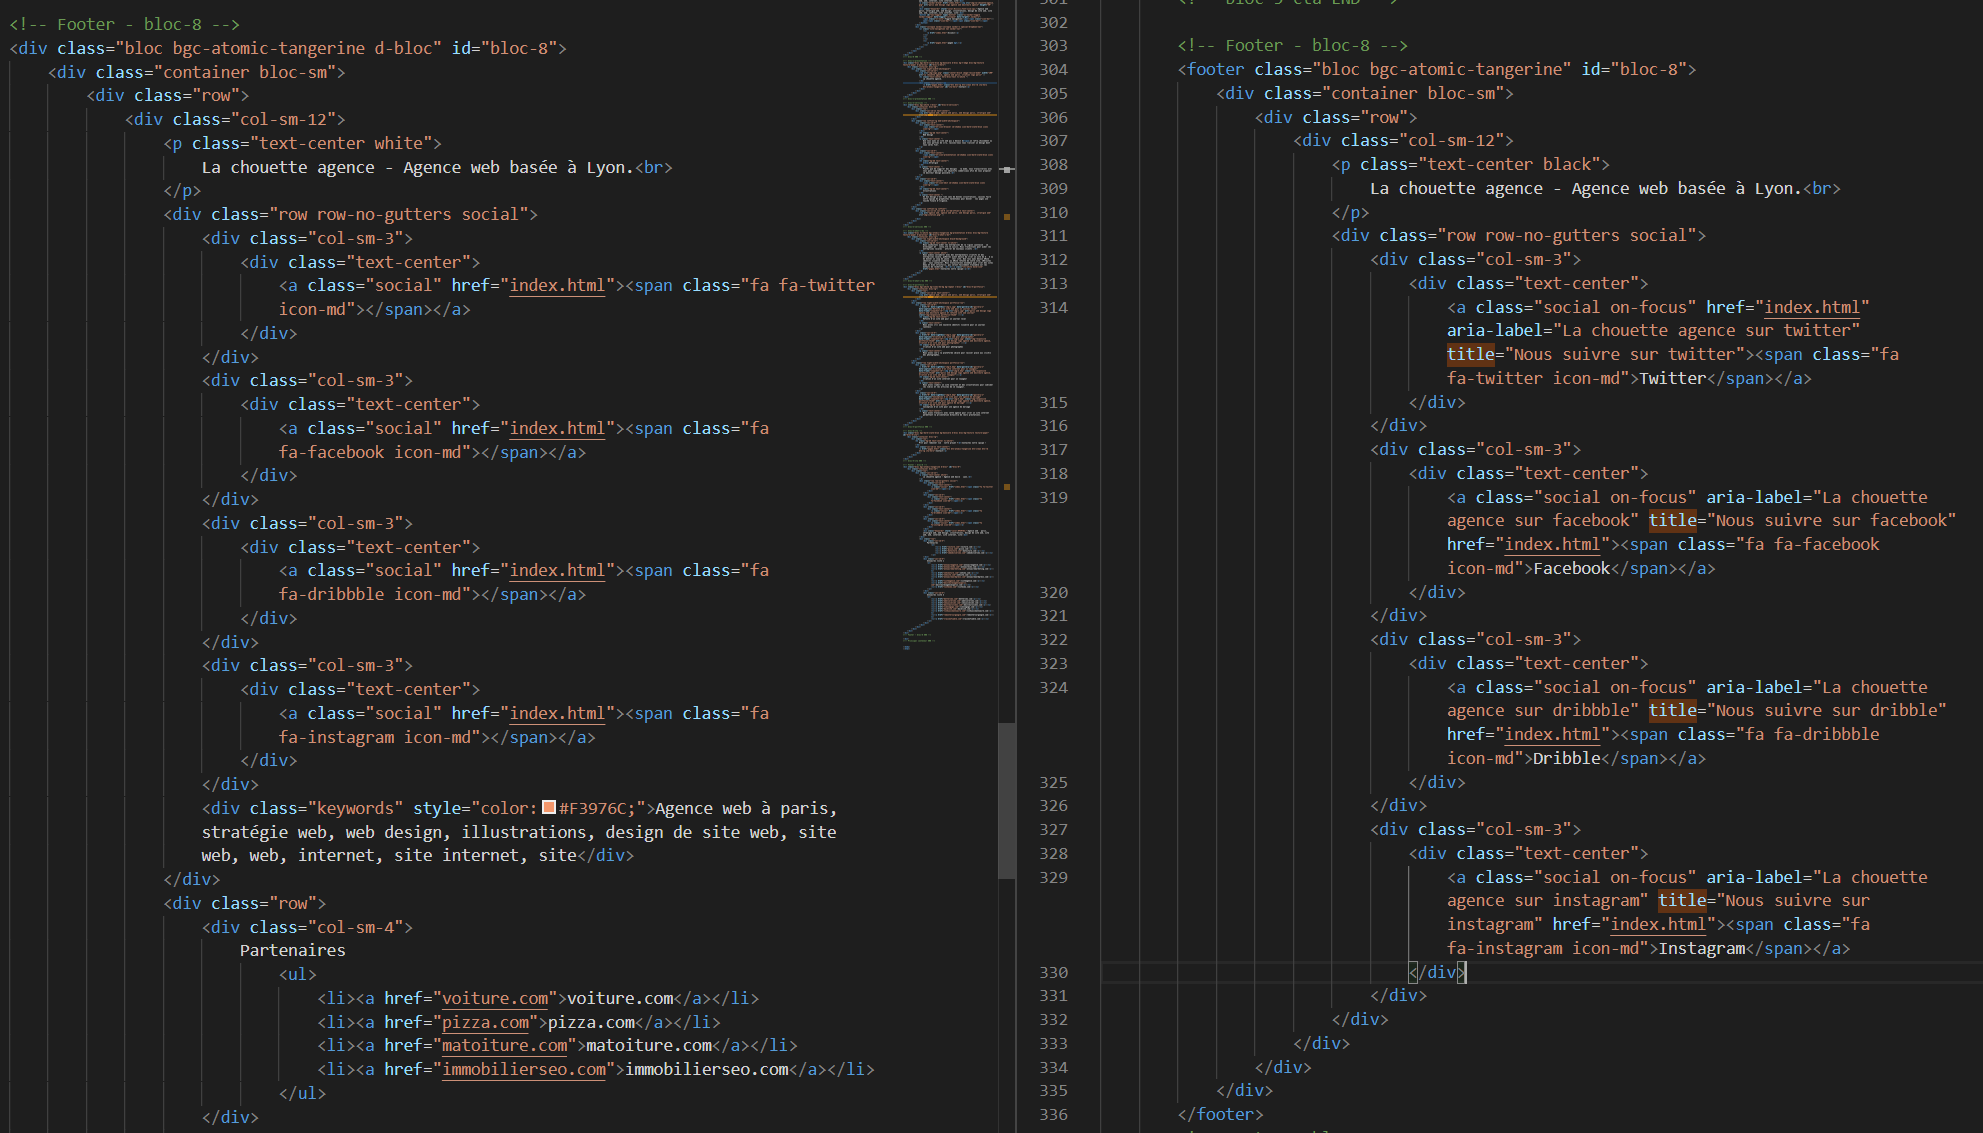 <!-- Footer - bloc-8 -->
<div class="bloc bgc-atomic-tangerine d-bloc" id="bloc-8">
<div class="container bloc-sm">
<div class="row">
<div class="col-sm-12">
<p class="text-center white">
La chouette agence - Agence web basée à Lyon.<br>
</p>
<div class="row row-no-gutters social">
<div class="col-sm-3">
<div class="text-center">
<a class="social" href="index.html"><span class="fa fa-twitter
icon-md"></span></a>
</div>
</div>
<div class="col-sm-3">
<div class="text-center">
<a class="social" href="index.html"><span class="fa
fa-facebook icon-md"></span></a>
</div>
</div>
<div class="col-sm-3">
<div class="text-center">
<a class="social" href="index.html"><span class="fa
fa-dribbble icon-md"></span></a>
</div>
</div>
<div class="col-sm-3">
<div class="text-center">
<a class="social" href="index.html"><span class="fa
fa-instagram icon-md"></span></a>
</div>
</div>
<div class="keywords" style="color:#F3976C;">Agence web à paris,
stratégie web, web design, illustrations, design de site web, site
web, web, internet, site internet, site</div>
</div>
<div class="row">
<div class="col-sm-4">
Partenaires
<ul>
<li><a href="voiture.com">voiture.com</a></li>
<li><a href="pizza.com">pizza.com</a></li>
<li><a href="matoiture.com">matoiture.com</a></li>
<li><a href="immobilierseo.com">immobilierseo.com</a></li>
</ul>
</div>
302
303 <!-- Footer - bloc-8 -->
304 <footer class="bloc bgc-atomic-tangerine" id="bloc-8">
305 <div class="container bloc-sm">
306 <div class="row">
307 <div class="col-sm-12">
308 <p class="text-center black">
309 La chouette agence - Agence web basée à Lyon.<br>
310 </p>
311 <div class="row row-no-gutters social">
312 <div class="col-sm-3">
313 <div class="text-center">
314 <a class="social on-focus" href="index.html"
aria-label="La chouette agence sur twitter"
title="Nous suivre sur twitter"><span class="fa
fa-twitter icon-md">Twitter</span></a>
315 </div>
316 </div>
317 <div class="col-sm-3">
318 <div class="text-center">
319 <a class="social on-focus" aria-label="La chouette
agence sur facebook" title="Nous suivre sur facebook"
href="index.html"><span class="fa fa-facebook
icon-md">Facebook</span></a>
320 </div>
321 </div>
322 <div class="col-sm-3">
323 <div class="text-center">
324 <a class="social on-focus" aria-label="La chouette
agence sur dribbble" title="Nous suivre sur dribble"
href="index.html"><span class="fa fa-dribbble
icon-md">Dribble</span></a>
325 </div>
326 </div>
327 <div class="col-sm-3">
328 <div class="text-center">
329 <a class="social on-focus" aria-label="La chouette
agence sur instagram" title="Nous suivre sur
instagram" href="index.html"><span class="fa
fa-instagram icon-md">Instagram</span></a>
330 </div>
331 </div>
332 </div>
333 </div>
334 </div>
335 </div>
336 </footer>